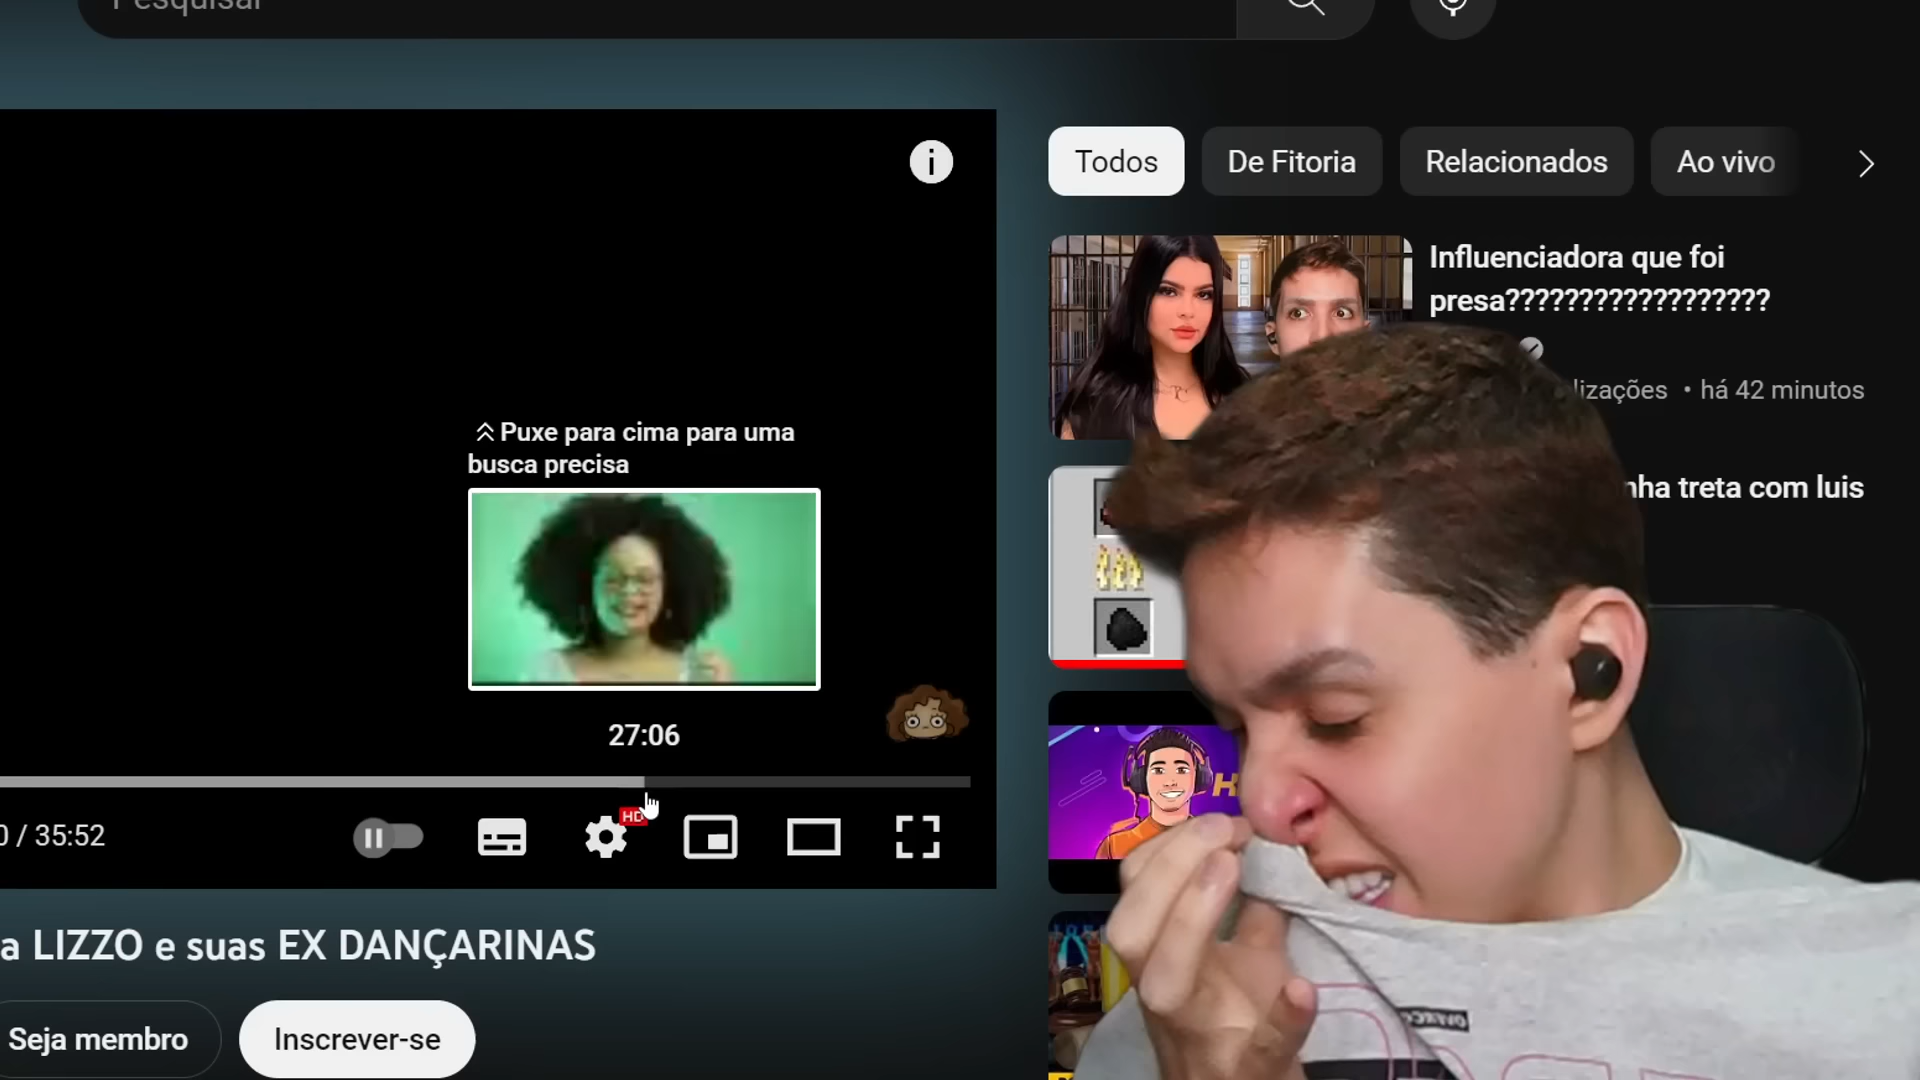 Pesquisar
Todos
De Fitoria
Relacionados
Ao vivo
Influenciadora que foi
presa??????????????????
lizações • há 42 minutos
nha treta com luis
Puxe para cima para uma
busca precisa
27:06
0 / 35:52
HD
a LIZZO e suas EX DANÇARINAS
Seja membro
Inscrever-se